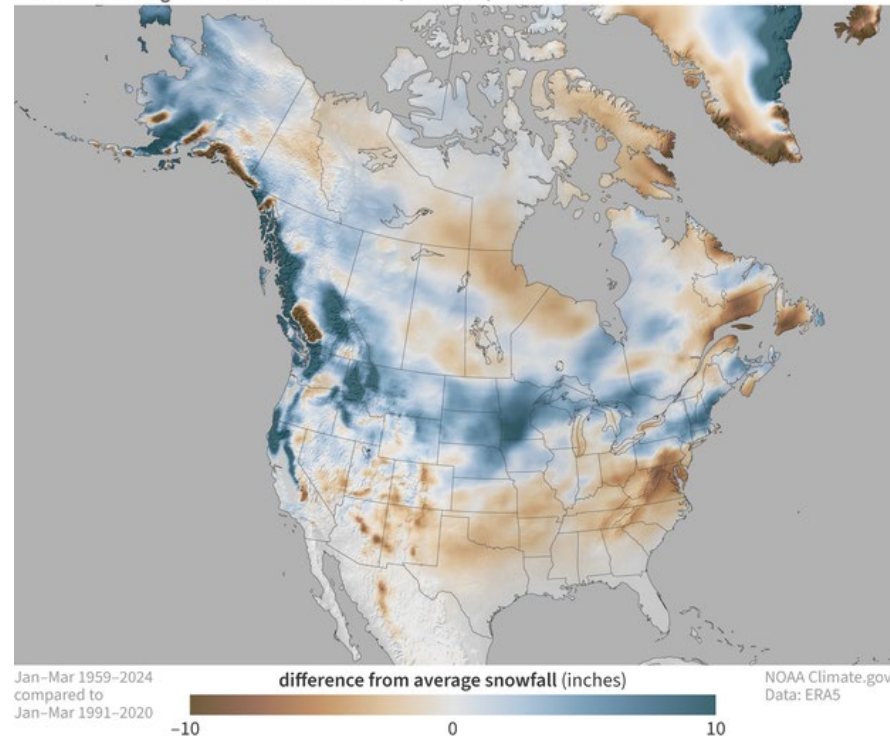 Jan–Mar 1959–2024
compared to
Jan–Mar 1991–2020
difference from average snowfall (inches)
–10
0
10
NOAA Climate.gov
Data: ERA5